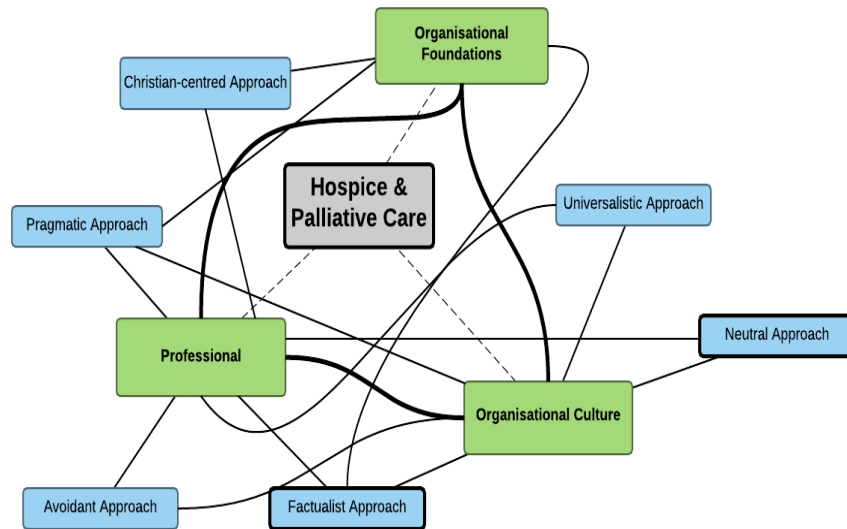 Organisational
Foundations
Christian-centred Approach
Hospice &
Palliative Care
Universalistic Approach
Pragmatic Approach
Neutral Approach
Professional
Organisational Culture
Avoidant Approach
Factualist Approach